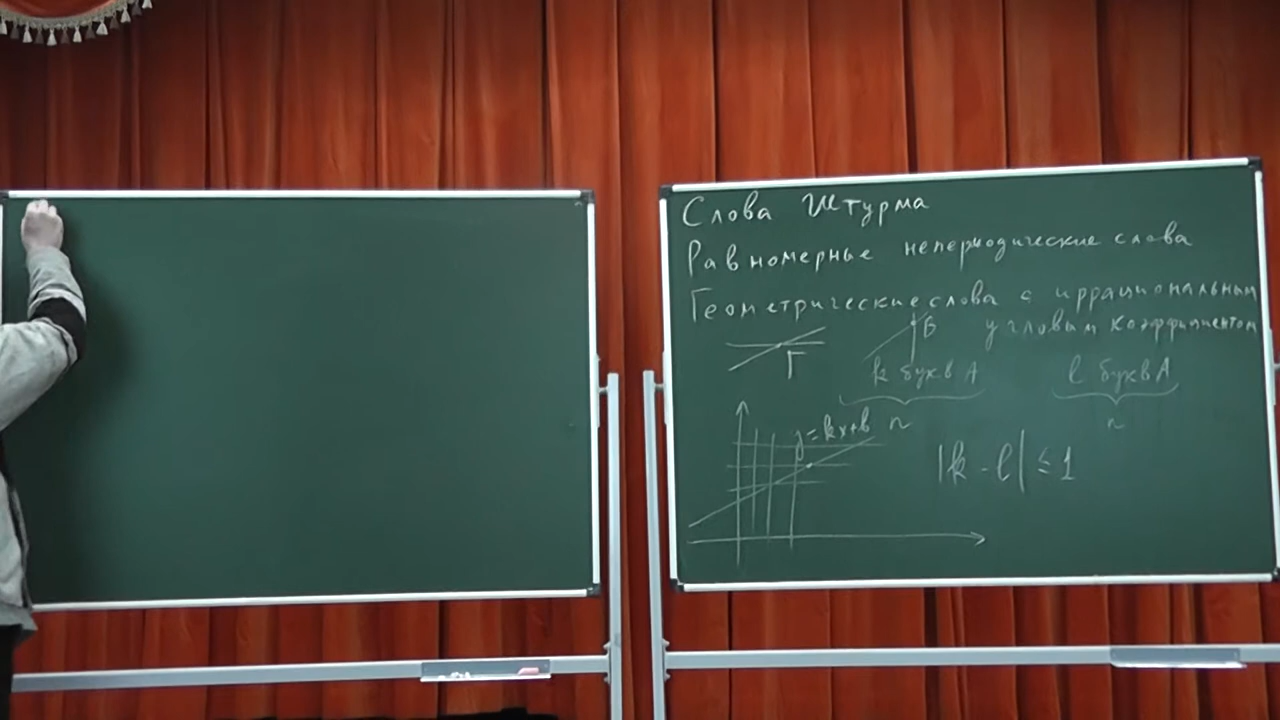 Слова Штурма
Равномерные непериодические слова
Геометрические слова с иррациональным
угловым коэффициентом
Г
В
k букв А
n
l букв А
n
y=kx+b
|k-l| ≤ 1